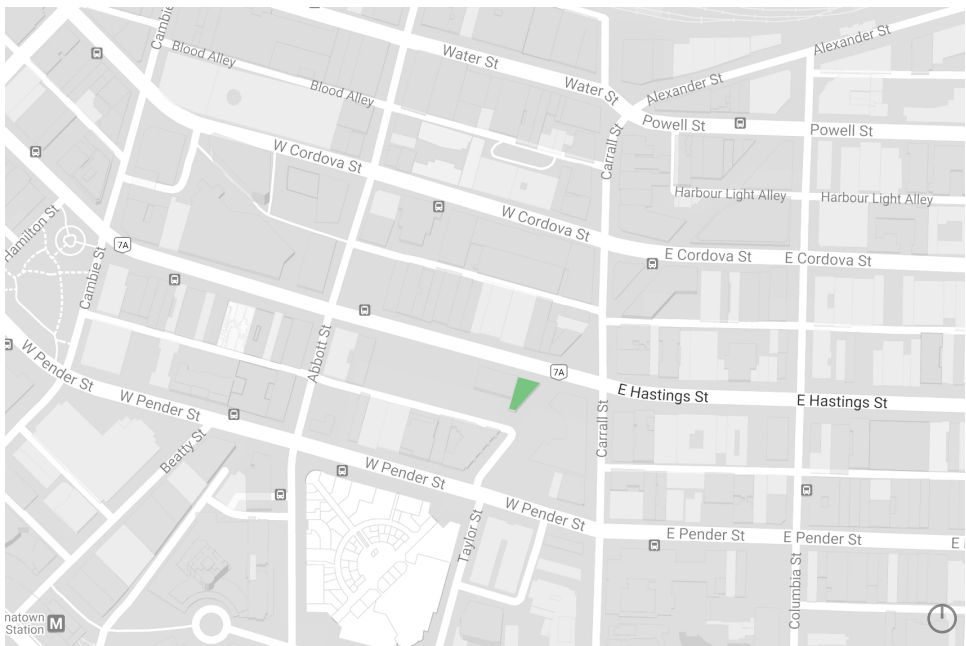 Cambie
Blood Alley
Blood Alley
Water St
Water St
Alexander St
Alexander St
Powell St
Powell St
Carrall St
W Cordova St
W Cordova St
Harbour Light Alley
Harbour Light Alley
E Cordova St
E Cordova St
Hamilton St
7A
Cambie St
Abbott St
7A
E Hastings St
E Hastings St
W Pender St
W Pender St
Carrall St
Beatty St
W Pender St
W Pender St
Taylor St
E Pender St
E Pender St
E
Columbia St
Station
M